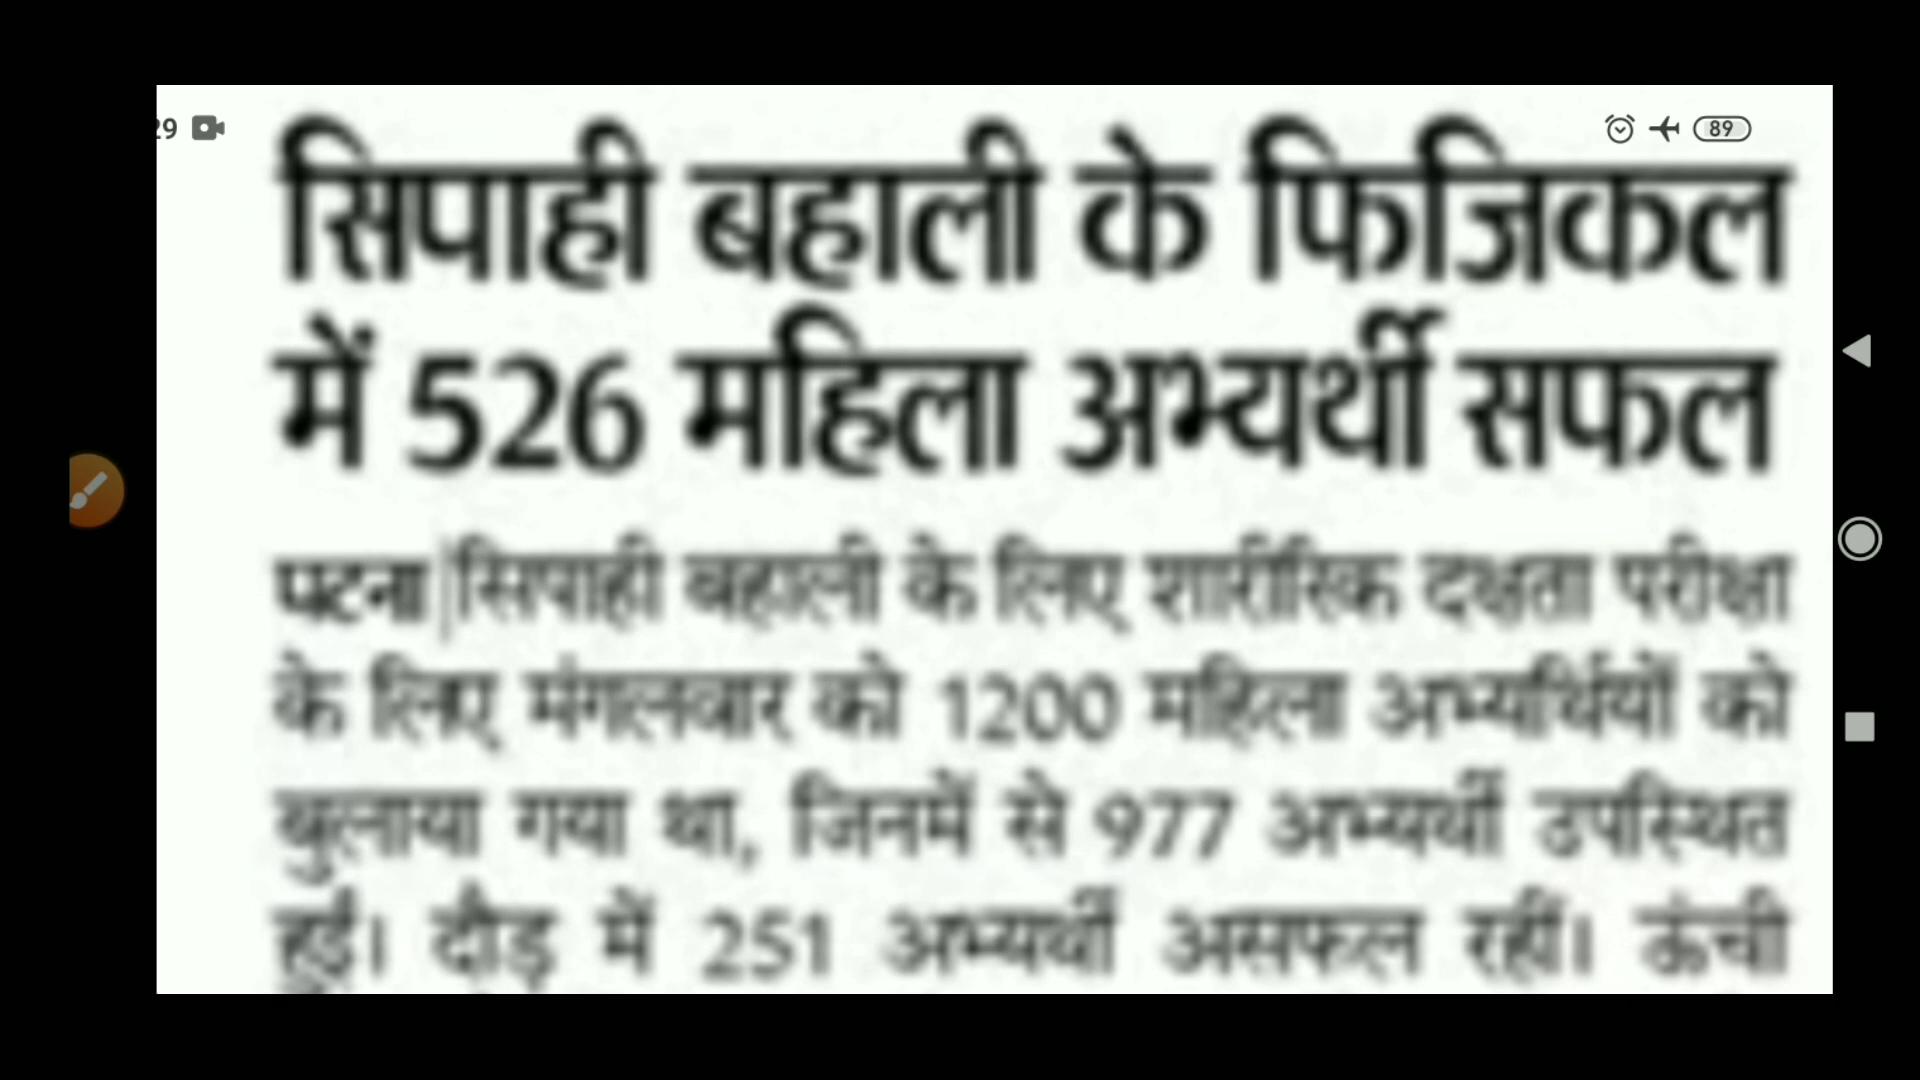 29
89
सिपाही बहाली के फिजिकल
में 526 महिला अभ्यर्थी सफल
पटना|सिपाही बहाली के लिए शारीरिक दक्षता परीक्षा
के लिए मंगलवार को 1200 महिला अभ्यर्थियों को
बुलाया गया था, जिनमें से 977 अभ्यर्थी उपस्थित
हुईं। दौड़ में 251 अभ्यर्थी असफल रहीं। ऊंची